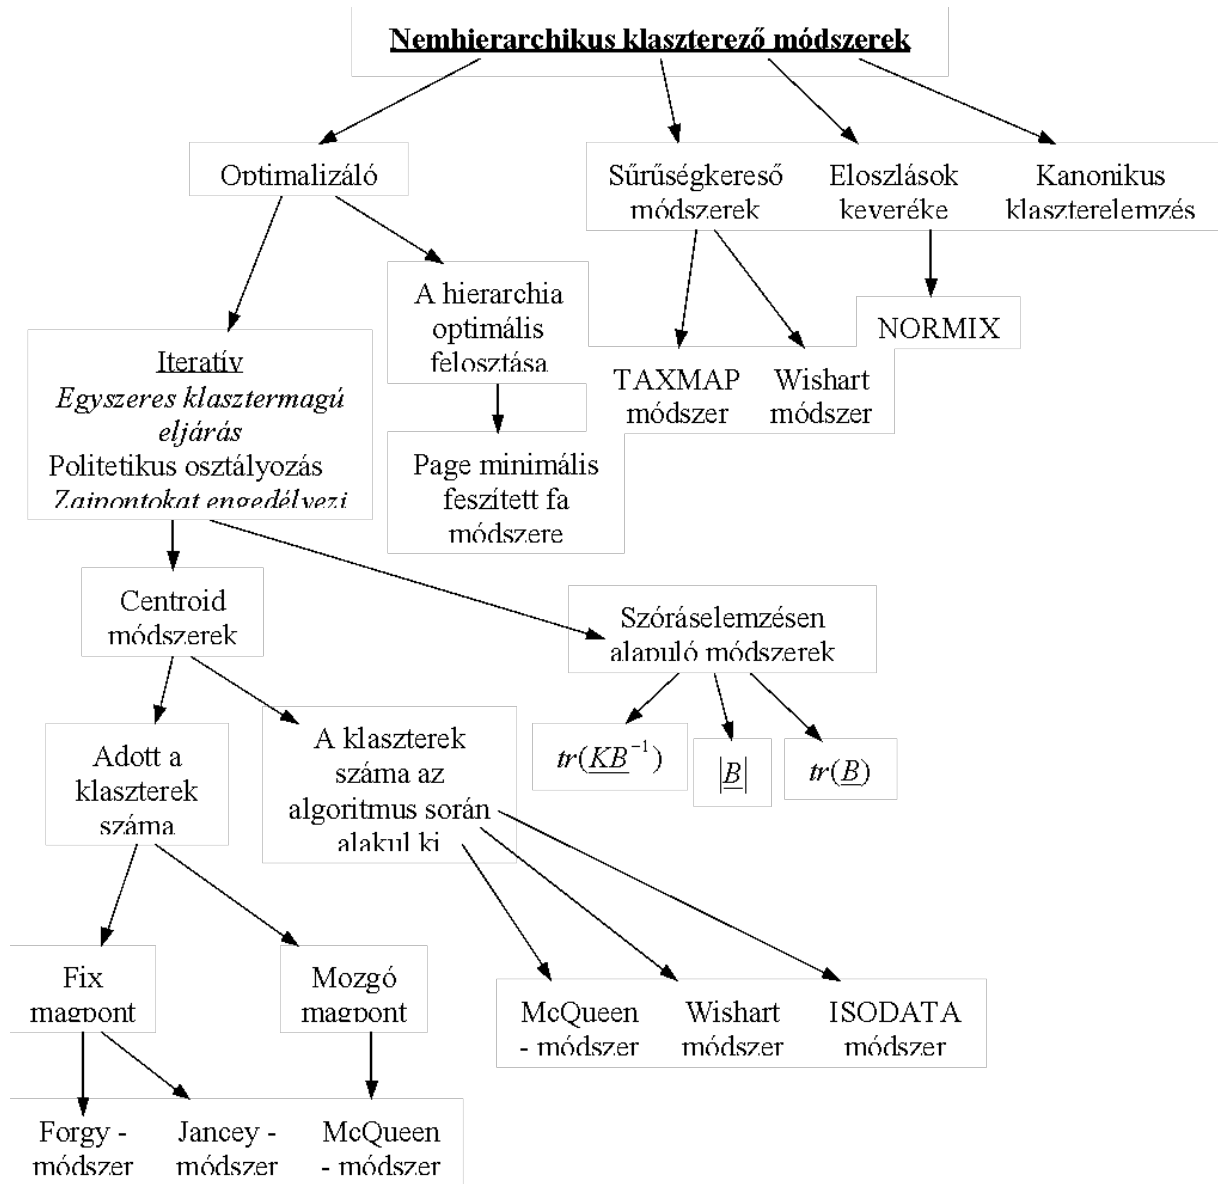 Nemhierarchikus klaszterező módszerek
Optimalizáló
Sűrűségkereső
módszerek
Eloszlások
keveréke
Kanonikus
klaszterelemzés
A hierarchia
optimális
felosztása
NORMIX
Iteratív
Egyszeres klasztermagú
eljárás
Politetikus osztályozás
Zajpontokat engedélyezi
TAXMAP
módszer
Wishart
módszer
Page minimális
feszített fa
módszere
Centroid
módszerek
Szóráselemzésen
alapuló módszerek
Adott a
klaszterek
száma
A klaszterek
száma az
algoritmus során
alakul ki
tr(KB⁻¹)
|B|
tr(B)
Fix
magpont
Mozgó
magpont
McQueen
- módszer
Wishart
módszer
ISODATA
módszer
Forgy -
módszer
Jancey -
módszer
McQueen
- módszer